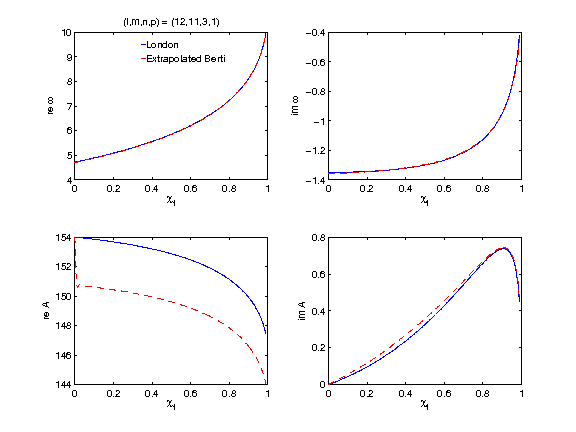 (l,m,n,p) = (12,11,3,1)
London
Extrapolated Berti
10
9
8
7
6
5
4
re ω
0 0.2 0.4 0.6 0.8 1
χf
−0.4
−0.6
−0.8
−1
−1.2
−1.4
im ω
0 0.2 0.4 0.6 0.8 1
χf
154
152
150
148
146
144
re A
0 0.2 0.4 0.6 0.8 1
χf
0.8
0.6
0.4
0.2
0
im A
0 0.2 0.4 0.6 0.8 1
χf